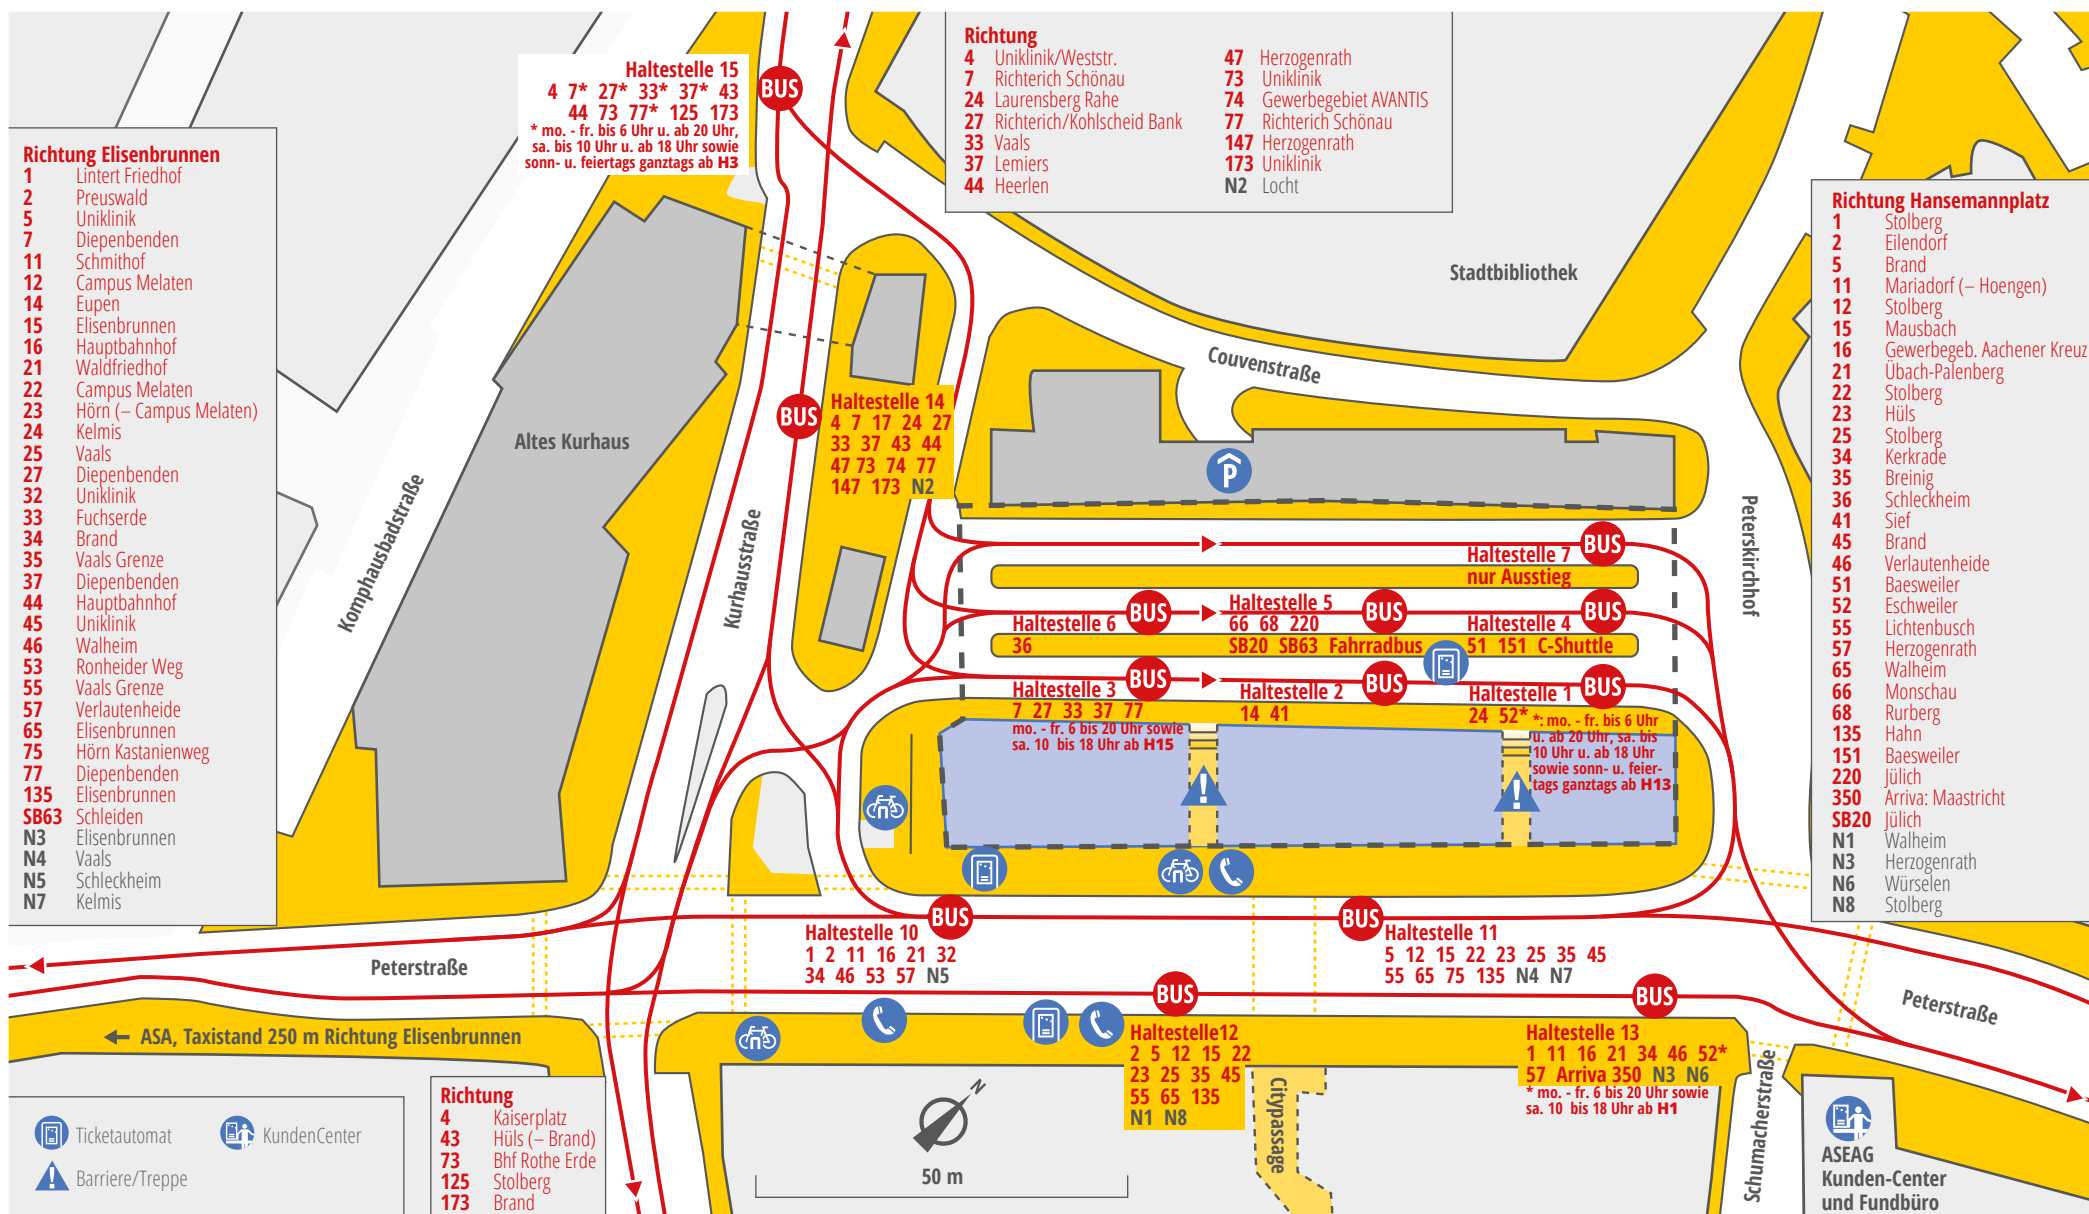 Haltestelle 15
4 7* 27* 33* 37* 43
44 73 77* 125 173
* mo. - fr. bis 6 Uhr u. ab 20 Uhr,
sa. bis 10 Uhr u. ab 18 Uhr sowie
sonn- u. feiertags ganztags ab H3
BUS
Richtung
4 Uniklinik/Weststr.
7 Richterich Schönau
24 Laurensberg Rahe
27 Richterich/Kohlscheid Bank
33 Vaals
37 Lemiers
44 Heerlen
47 Herzogenrath
73 Uniklinik
74 Gewerbegebiet AVANTIS
77 Richterich Schönau
147 Herzogenrath
173 Uniklinik
N2 Locht
Richtung Elisenbrunnen
1 Lintert Friedhof
2 Preuswald
5 Uniklinik
7 Diepenbenden
11 Schmithof
12 Campus Melaten
14 Eupen
15 Elisenbrunnen
16 Hauptbahnhof
21 Waldfriedhof
22 Campus Melaten
23 Hörn (– Campus Melaten)
24 Kelmis
25 Vaals
27 Diepenbenden
32 Uniklinik
33 Fuchserde
34 Brand
35 Vaals Grenze
37 Diepenbenden
44 Hauptbahnhof
45 Uniklinik
46 Walheim
53 Ronheider Weg
55 Vaals Grenze
57 Verlautenheide
65 Elisenbrunnen
75 Hörn Kastanienweg
77 Diepenbenden
135 Elisenbrunnen
SB63 Schleiden
N3 Elisenbrunnen
N4 Vaals
N5 Schleckheim
N7 Kelmis
Richtung Hansemannplatz
1 Stolberg
2 Eilendorf
5 Brand
11 Mariadorf (– Hoengen)
12 Stolberg
15 Mausbach
16 Gewerbegeb. Aachener Kreuz
21 Übach-Palenberg
22 Stolberg
23 Hüls
25 Stolberg
34 Kerkrade
35 Breinig
36 Schleckheim
41 Sief
45 Brand
46 Verlautenheide
51 Baesweiler
52 Eschweiler
55 Lichtenbusch
57 Herzogenrath
65 Walheim
66 Monschau
68 Rurberg
135 Hahn
151 Baesweiler
220 Jülich
350 Arriva: Maastricht
SB20 Jülich
N1 Walheim
N3 Herzogenrath
N6 Würselen
N8 Stolberg
Stadtbibliothek
Couvenstraße
Altes Kurhaus
Komphausbadstraße
Kurhausstraße
Peterskirchhof
BUS
Haltestelle 14
4 7 17 24 27
33 37 43 44
47 73 74 77
147 173 N2
P
BUS
Haltestelle 7
nur Ausstieg
BUS
Haltestelle 6
36
Haltestelle 5
66 68 220
SB20 SB63 Fahrradbus
BUS
Haltestelle 4
51 151 C-Shuttle
BUS
BUS
Haltestelle 3
7 27 33 37 77
mo. - fr. 6 bis 20 Uhr sowie
sa. 10 bis 18 Uhr ab H15
Haltestelle 2
14 41
BUS
Haltestelle 1
24 52*
BUS
*: mo. - fr. bis 6 Uhr
u. ab 20 Uhr, sa. bis
10 Uhr u. ab 18 Uhr
sowie sonn- u. feier-
tags ganztags ab H13
!
!
BUS
Haltestelle 10
1 2 11 16 21 32
34 46 53 57 N5
BUS
Haltestelle 11
5 12 15 22 23 25 35 45
55 65 75 135 N4 N7
Peterstraße
Peterstraße
BUS
Haltestelle12
2 5 12 15 22
23 25 35 45
55 65 135
N1 N8
BUS
Haltestelle 13
1 11 16 21 34 46 52*
57 Arriva 350 N3 N6
* mo. - fr. 6 bis 20 Uhr sowie
sa. 10 bis 18 Uhr ab H1
ASA, Taxistand 250 m Richtung Elisenbrunnen
Richtung
4 Kaiserplatz
43 Hüls (– Brand)
73 Bhf Rothe Erde
125 Stolberg
173 Brand
Ticketautomat
KundenCenter
! Barriere/Treppe
N
50 m
Citypassage
Schumacherstraße
ASEAG
Kunden-Center
und Fundbüro